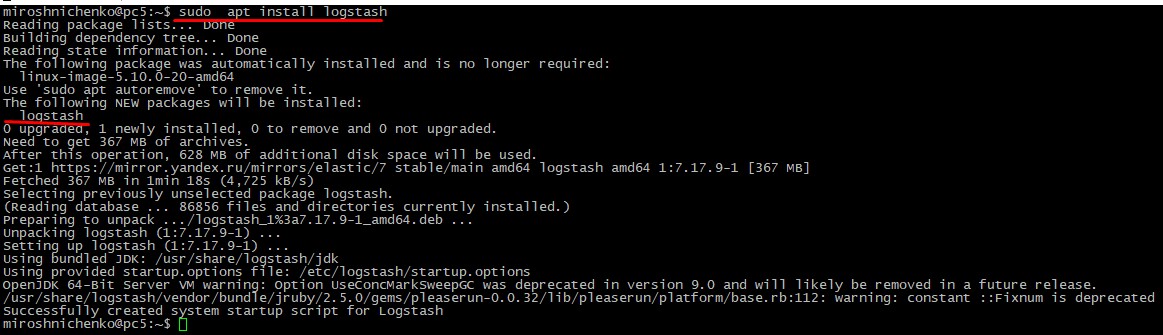 miroshnichenko@pc5:~$ sudo  apt install logstash
Reading package lists... Done
Building dependency tree... Done
Reading state information... Done
The following package was automatically installed and is no longer required:
  linux-image-5.10.0-20-amd64
Use 'sudo apt autoremove' to remove it.
The following NEW packages will be installed:
  logstash
0 upgraded, 1 newly installed, 0 to remove and 0 not upgraded.
Need to get 367 MB of archives.
After this operation, 628 MB of additional disk space will be used.
Get:1 https://mirror.yandex.ru/mirrors/elastic/7 stable/main amd64 logstash amd64 1:7.17.9-1 [367 MB]
Fetched 367 MB in 1min 18s (4,725 kB/s)
Selecting previously unselected package logstash.
(Reading database ... 86856 files and directories currently installed.)
Preparing to unpack .../logstash_1%3a7.17.9-1_amd64.deb ...
Unpacking logstash (1:7.17.9-1) ...
Setting up logstash (1:7.17.9-1) ...
Using bundled JDK: /usr/share/logstash/jdk
Using provided startup.options file: /etc/logstash/startup.options
OpenJDK 64-Bit Server VM warning: Option UseConcMarkSweepGC was deprecated in version 9.0 and will likely be removed in a future release.
/usr/share/logstash/vendor/bundle/jruby/2.5.0/gems/pleaserun-0.0.32/lib/pleaserun/platform/base.rb:112: warning: constant ::Fixnum is deprecated
Successfully created system startup script for Logstash
miroshnichenko@pc5:~$